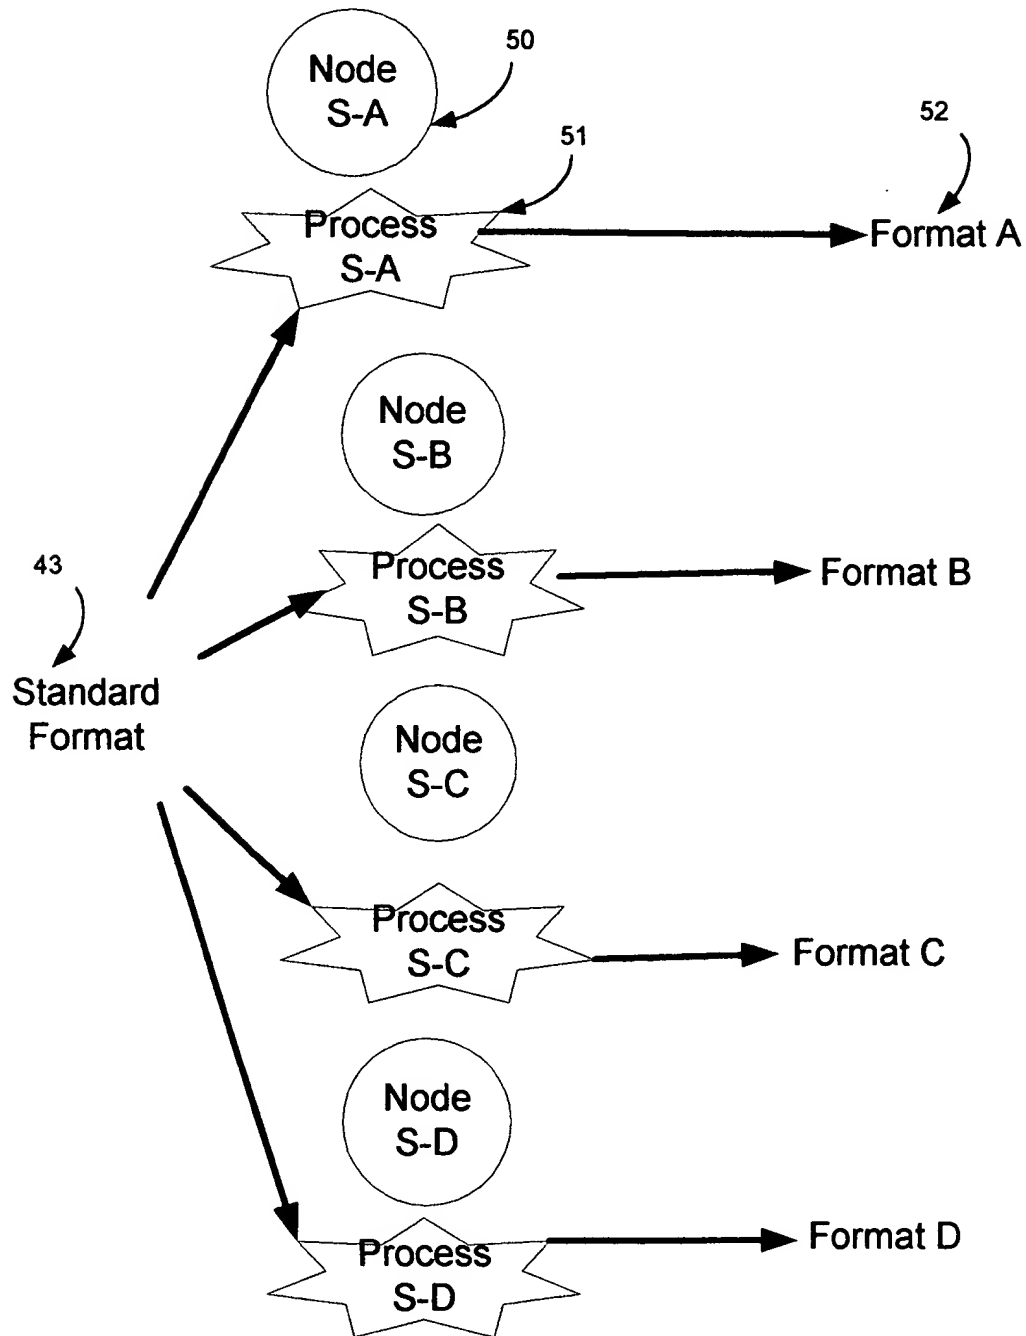 50
Node
S-A
51
52
Process
S-A
Format A
Node
S-B
43
Process
S-B
Format B
Standard
Format
Node
S-C
Process
S-C
Format C
Node
S-D
Process
S-D
Format D